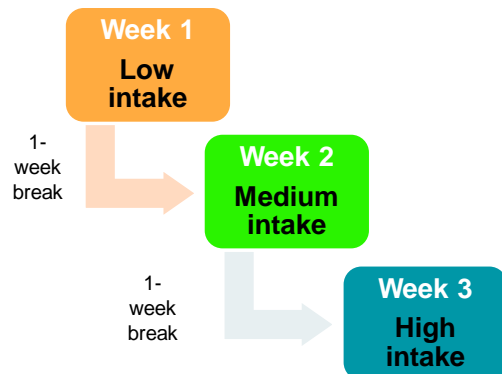 Week 1
Low
intake
1-
week
break
Week 2
Medium
intake
1-
week
break
Week 3
High
intake